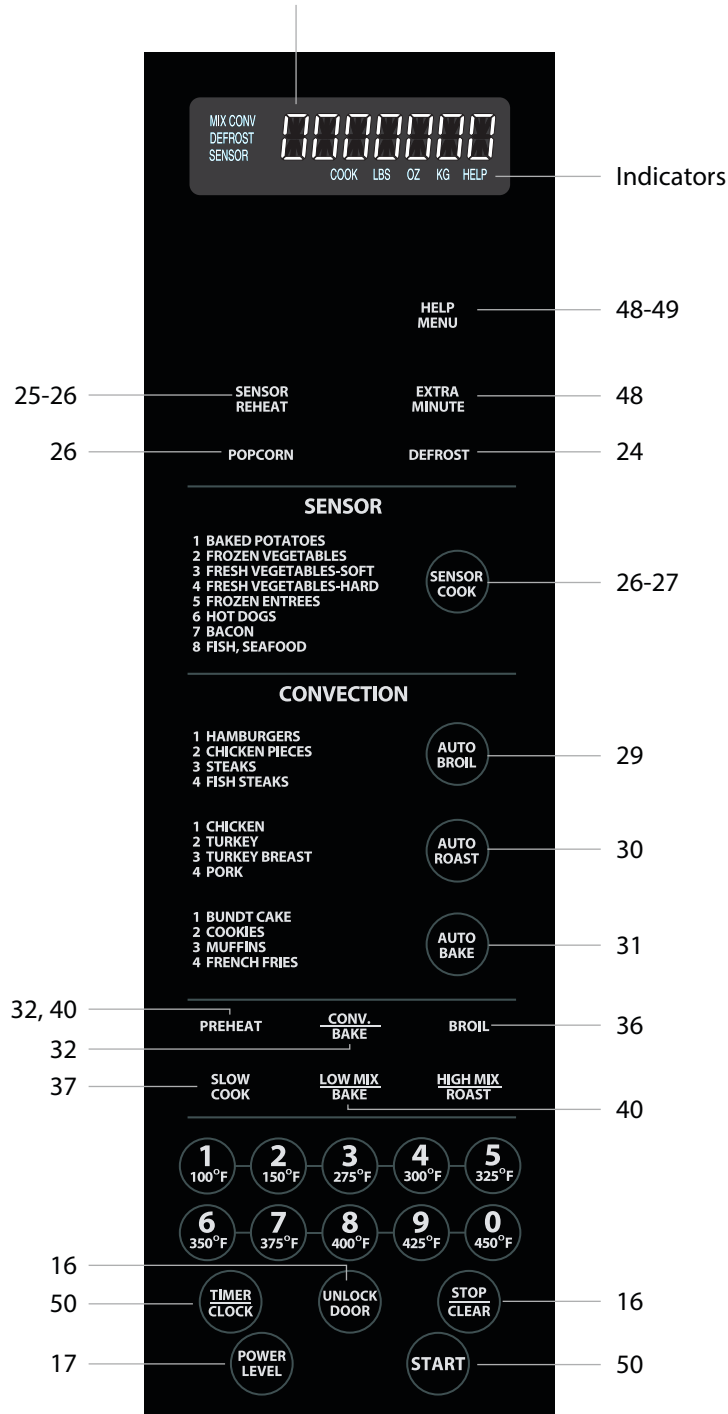 MIX CONV
DEFROST
SENSOR
COOK LBS OZ KG HELP
Indicators
HELP
MENU
48-49
25-26
SENSOR
REHEAT
EXTRA
MINUTE
48
26
POPCORN
DEFROST
24
SENSOR
1 BAKED POTATOES
2 FROZEN VEGETABLES
3 FRESH VEGETABLES-SOFT
4 FRESH VEGETABLES-HARD
5 FROZEN ENTREES
6 HOT DOGS
7 BACON
8 FISH, SEAFOOD
SENSOR
COOK
26-27
CONVECTION
1 HAMBURGERS
2 CHICKEN PIECES
3 STEAKS
4 FISH STEAKS
AUTO
BROIL
29
1 CHICKEN
2 TURKEY
3 TURKEY BREAST
4 PORK
AUTO
ROAST
30
1 BUNDT CAKE
2 COOKIES
3 MUFFINS
4 FRENCH FRIES
AUTO
BAKE
31
32, 40
PREHEAT
32
CONV.
BAKE
BROIL
36
37
SLOW
COOK
LOW MIX
BAKE
HIGH MIX
ROAST
40
1
100°F
2
150°F
3
275°F
4
300°F
5
325°F
6
350°F
7
375°F
8
400°F
9
425°F
0
450°F
16
50
TIMER
CLOCK
UNLOCK
DOOR
STOP
CLEAR
16
17
POWER
LEVEL
START
50